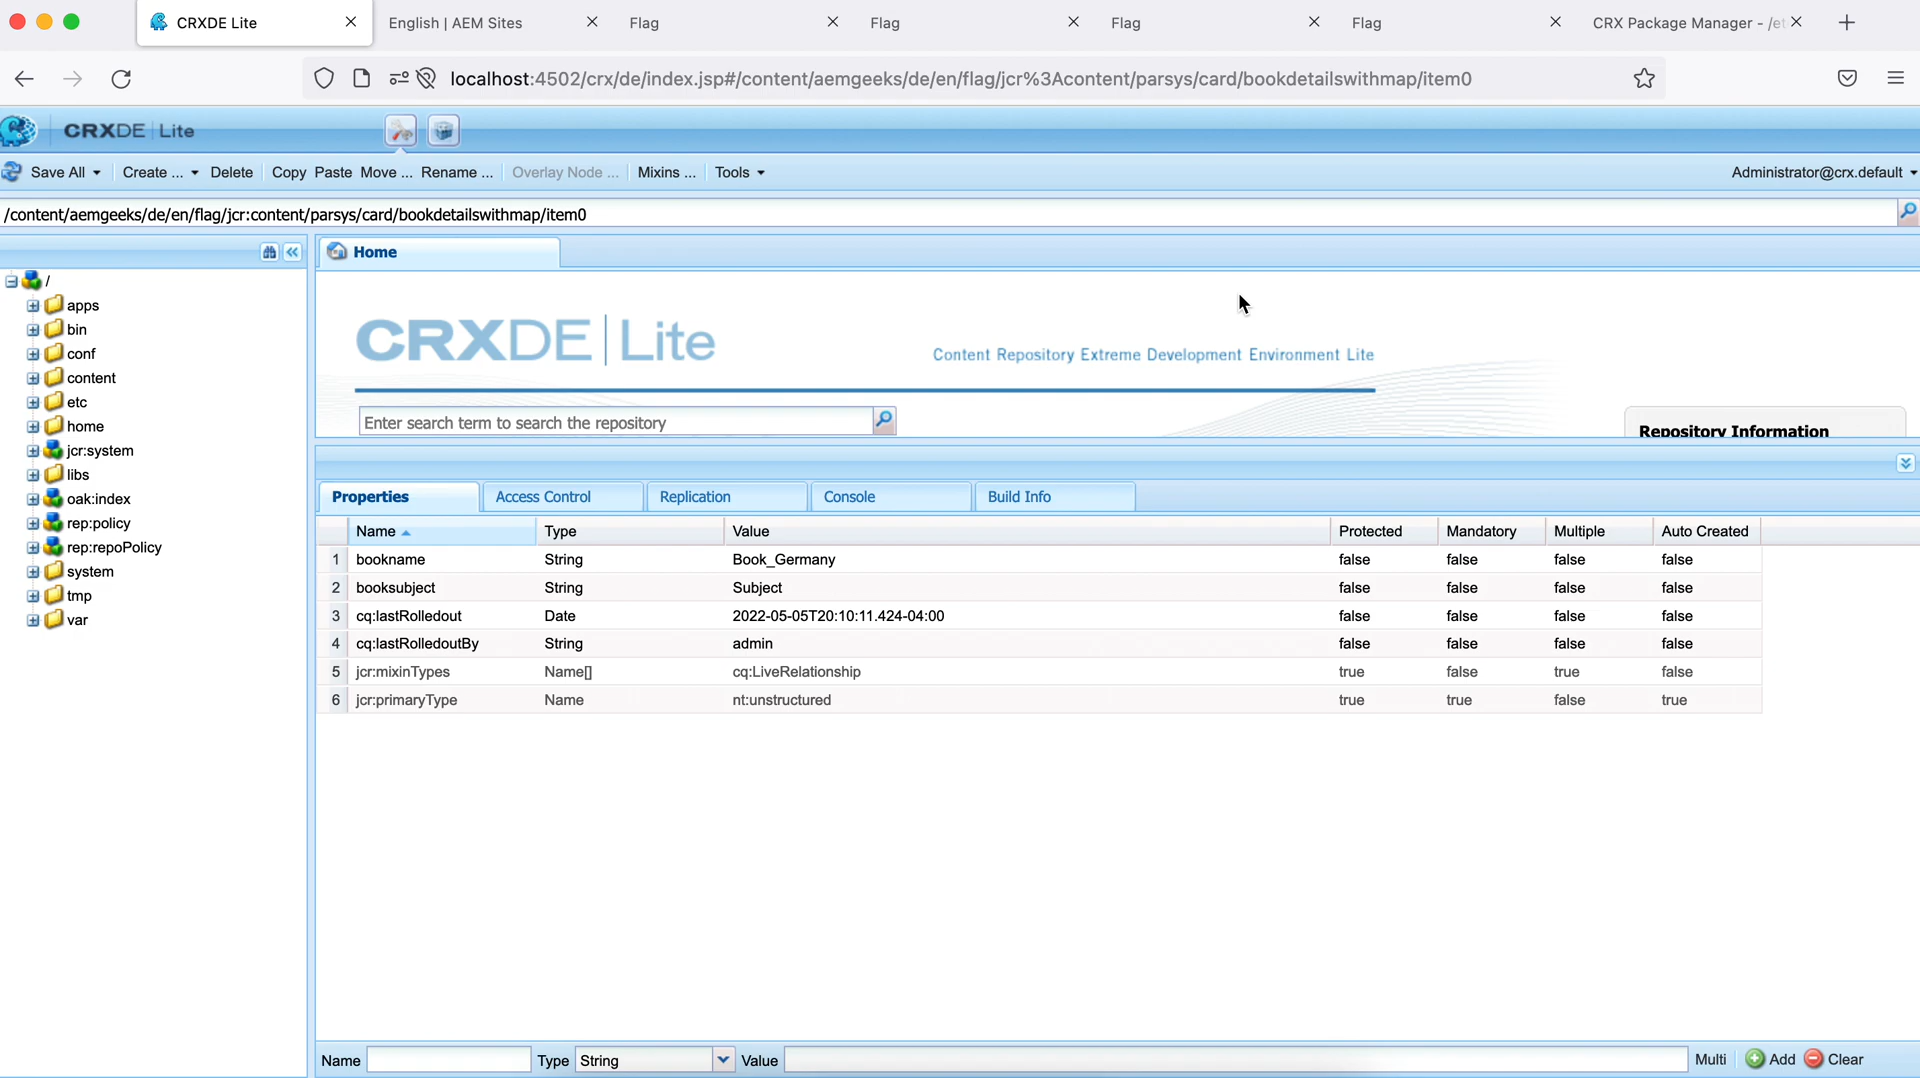 CRXDE Lite
English | AEM Sites
Flag
Flag
Flag
Flag
CRX Package Manager - /et
localhost:4502/crx/de/index.jsp#/content/aemgeeks/de/en/flag/jcr%3Acontent/parsys/card/bookdetailswithmap/item0
CRXDE | Lite
Save All Create ... Delete Copy Paste Move ... Rename ... Overlay Node ... Mixins ... Tools Administrator@crx.default
/content/aemgeeks/de/en/flag/jcr:content/parsys/card/bookdetailswithmap/item0
Home
/
apps
bin
conf
content
etc
home
jcr:system
libs
oak:index
rep:policy
rep:repoPolicy
system
tmp
var
CRXDE | Lite
Content Repository Extreme Development Environment Lite
Enter search term to search the repository
Repository Information
Properties Access Control Replication Console Build Info
Name Type Value Protected Mandatory Multiple Auto Created
1 bookname String Book_Germany false false false false
2 booksubject String Subject false false false false
3 cq:lastRolledout Date 2022-05-05T20:10:11.424-04:00 false false false false
4 cq:lastRolledoutBy String admin false false false false
5 jcr:mixinTypes Name[] cq:LiveRelationship true false true false
6 jcr:primaryType Name nt:unstructured true true false true
Name Type String Value Multi Add Clear